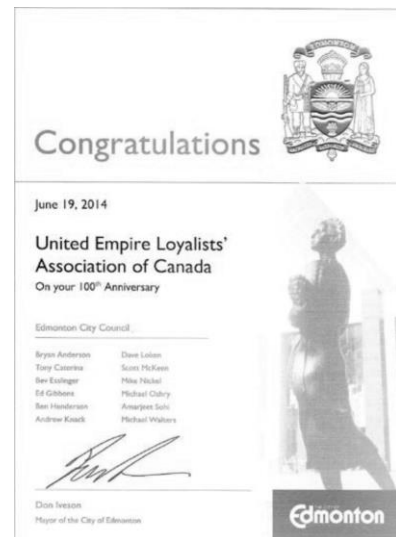 EDMONTON
Congratulations
June 19, 2014
United Empire Loyalists'
Association of Canada
On your 100th Anniversary
Edmonton City Council
Bryan Anderson
Tony Caterina
Bev Esslinger
Ed Gibbons
Ben Henderson
Andrew Knack
Dave Loken
Scott McKeen
Mike Nickel
Michael Oshry
Amarjeet Sohi
Michael Walters
Don Iveson
Mayor of the City of Edmonton
Edmonton